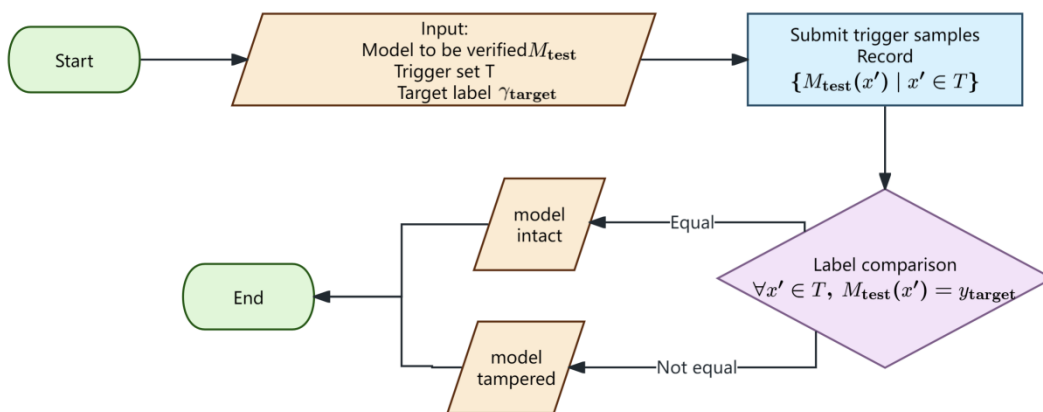 Start
Input:
Model to be verified M_test
Trigger set T
Target label γ_target
Submit trigger samples
Record
{M_test(x′) | x′ ∈ T}
Label comparison
∀x′ ∈ T, M_test(x′) = y_target
Equal
model
intact
Not equal
model
tampered
End